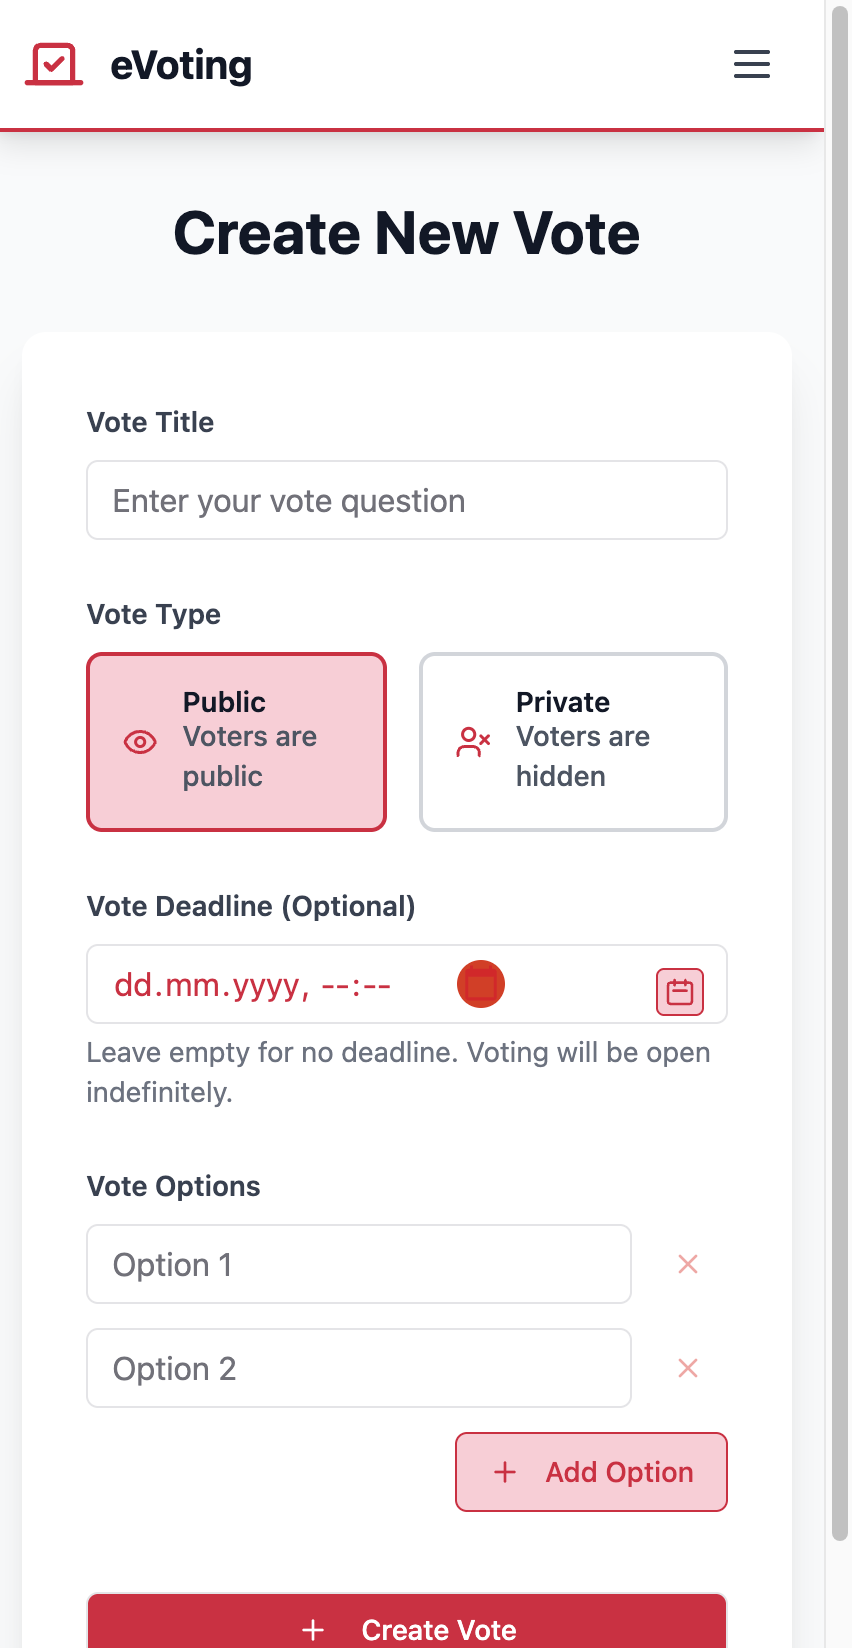 eVoting
Create New Vote
Vote Title
Enter your vote question
Vote Type
Public
Voters are
public
Private
Voters are
hidden
Vote Deadline (Optional)
dd.mm.yyyy, --:--
Leave empty for no deadline. Voting will be open
indefinitely.
Vote Options
Option 1
Option 2
Add Option
Create Vote